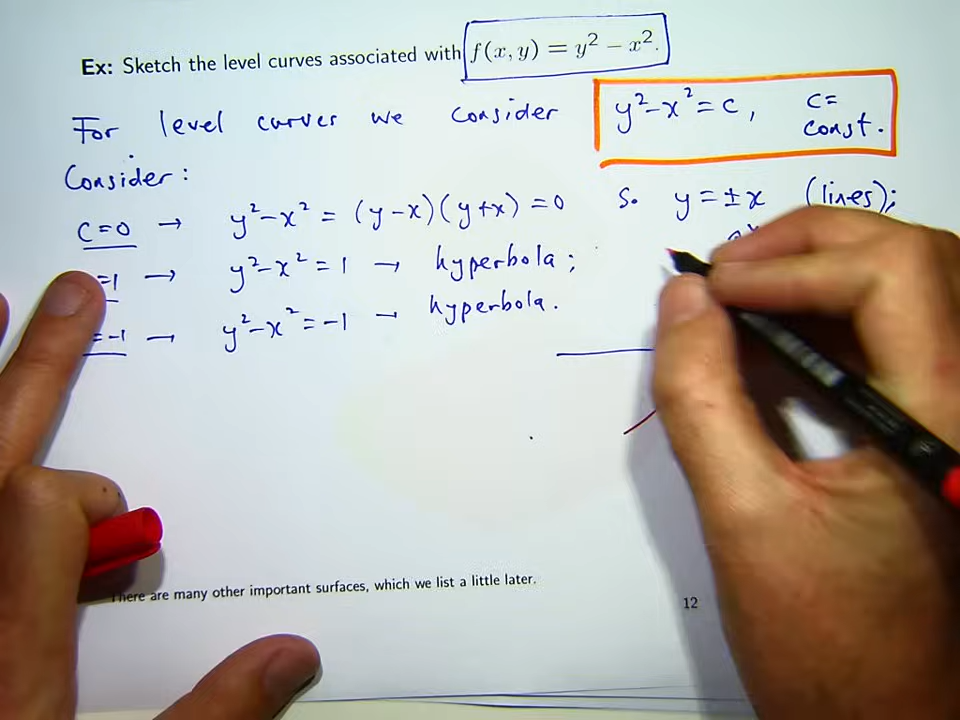 Ex: Sketch the level curves associated with f(x, y) = y² − x².
For level curves we consider y²-x²=c, c= const.
Consider:
c=0 → y²-x² = (y-x)(y+x) = 0 So y = ±x (lines);
=1 → y²-x² = 1 → hyperbola;
=-1 → y²-x² = -1 → hyperbola.
There are many other important surfaces, which we list a little later.
12